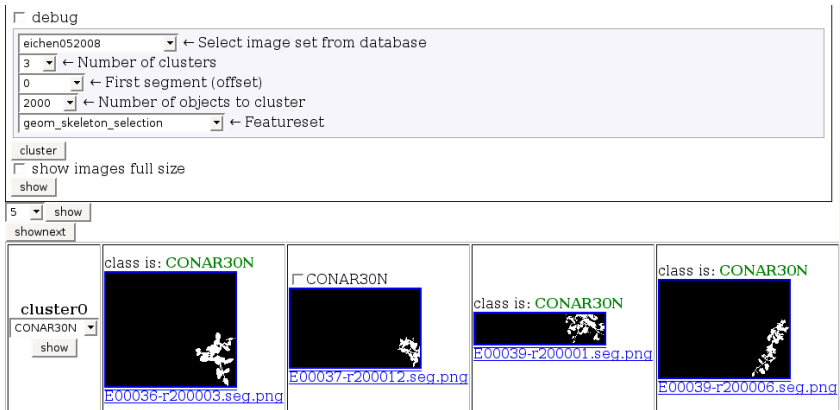 debug
eichen052008 ← Select image set from database
3 ← Number of clusters
0 ← First segment (offset)
2000 ← Number of objects to cluster
geom_skeleton_selection ← Featureset
cluster
show images full size
show
5 show
shownext
cluster0
CONAR30N
show
class is: CONAR30N
E00036-r200003.seg.png
CONAR30N
E00037-r200012.seg.png
class is: CONAR30N
E00039-r200001.seg.png
class is: CONAR30N
E00039-r200006.seg.png